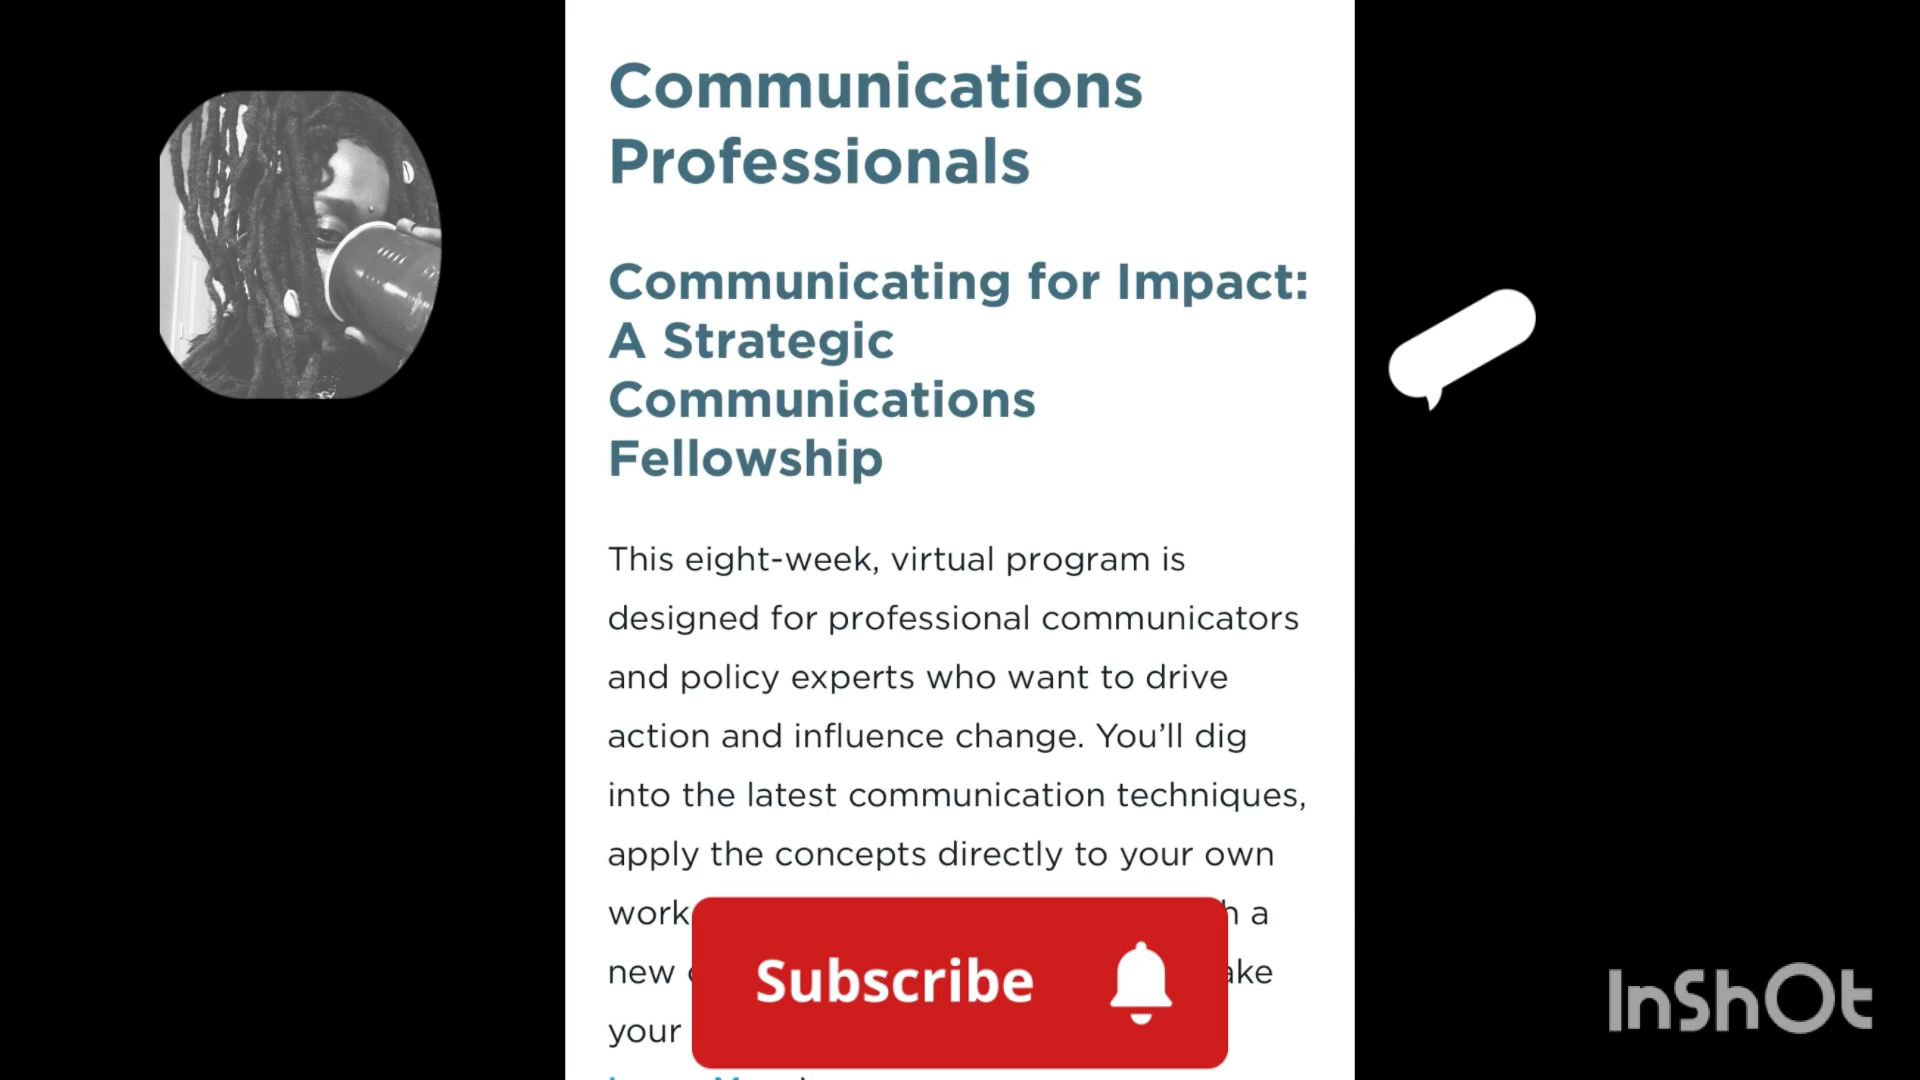 Communications
Professionals
Communicating for Impact:
A Strategic
Communications
Fellowship
This eight-week, virtual program is
designed for professional communicators
and policy experts who want to drive
action and influence change. You’ll dig
into the latest communication techniques,
apply the concepts directly to your own
work a
new
your
Subscribe
InShOt